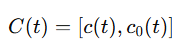 C(t) = [c(t), c₀(t)]